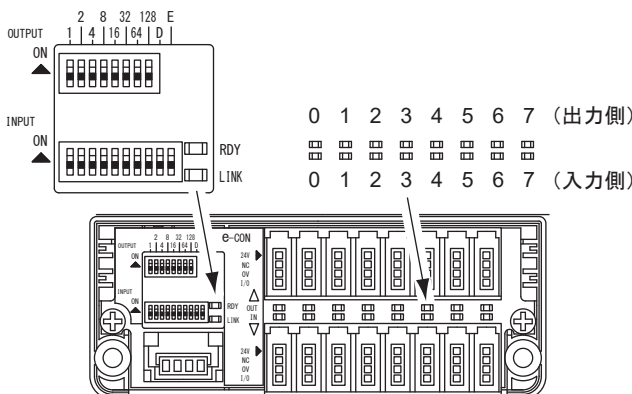 2 8 32 128 E
OUTPUT 1 4 16 64 D
ON
INPUT
ON
RDY
LINK
0 1 2 3 4 5 6 7 (出力側)
0 1 2 3 4 5 6 7 (入力側)
2 8 32 128 E
OUTPUT 1 4 16 64 D
ON
INPUT
ON
RDY
LINK
e-CON
24V
NC
0V
I/O
OUT
IN
24V
NC
0V
I/O